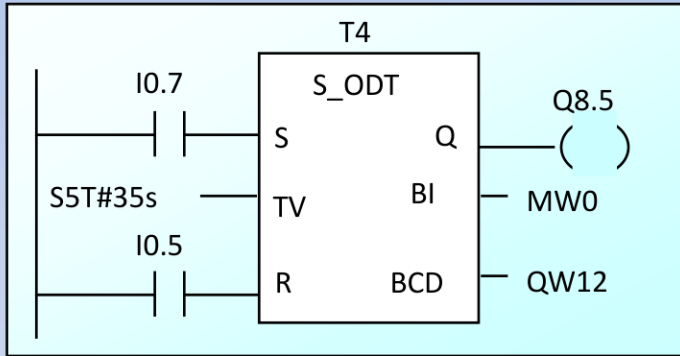 T4
I0.7
S_ODT
Q8.5
S
Q
S5T#35s
TV
BI
MW0
I0.5
R
BCD
QW12